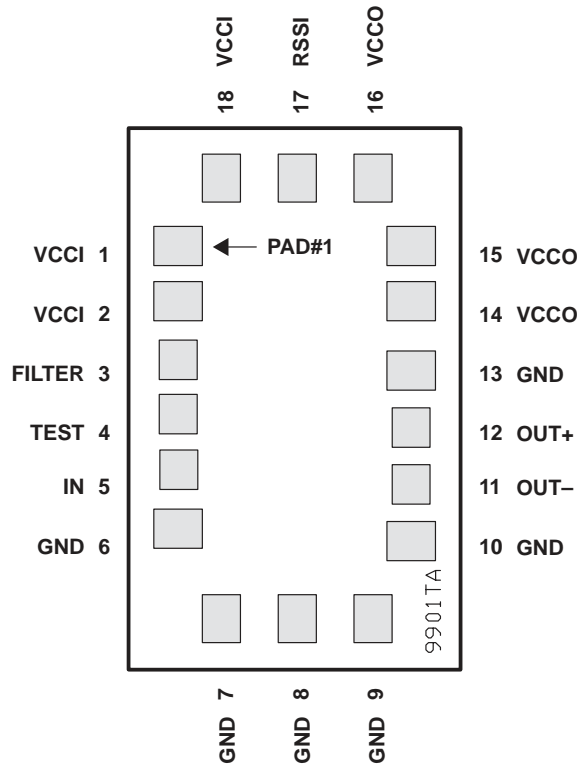 18 VCCI
17 RSSI
16 VCCO
VCCI 1
PAD#1
15 VCCO
VCCI 2
14 VCCO
FILTER 3
13 GND
TEST 4
12 OUT+
IN 5
11 OUT–
GND 6
10 GND
9901TA
GND 7
GND 8
GND 9